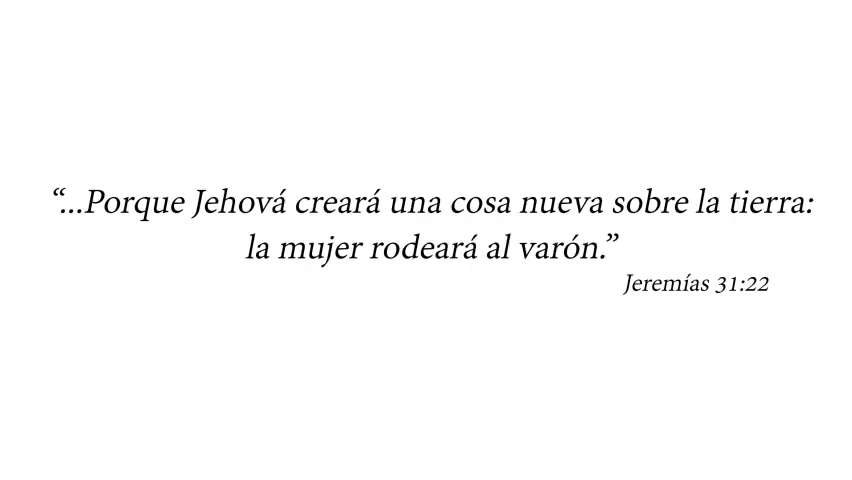 “...Porque Jehová creará una cosa nueva sobre la tierra:
la mujer rodeará al varón.”
Jeremías 31:22